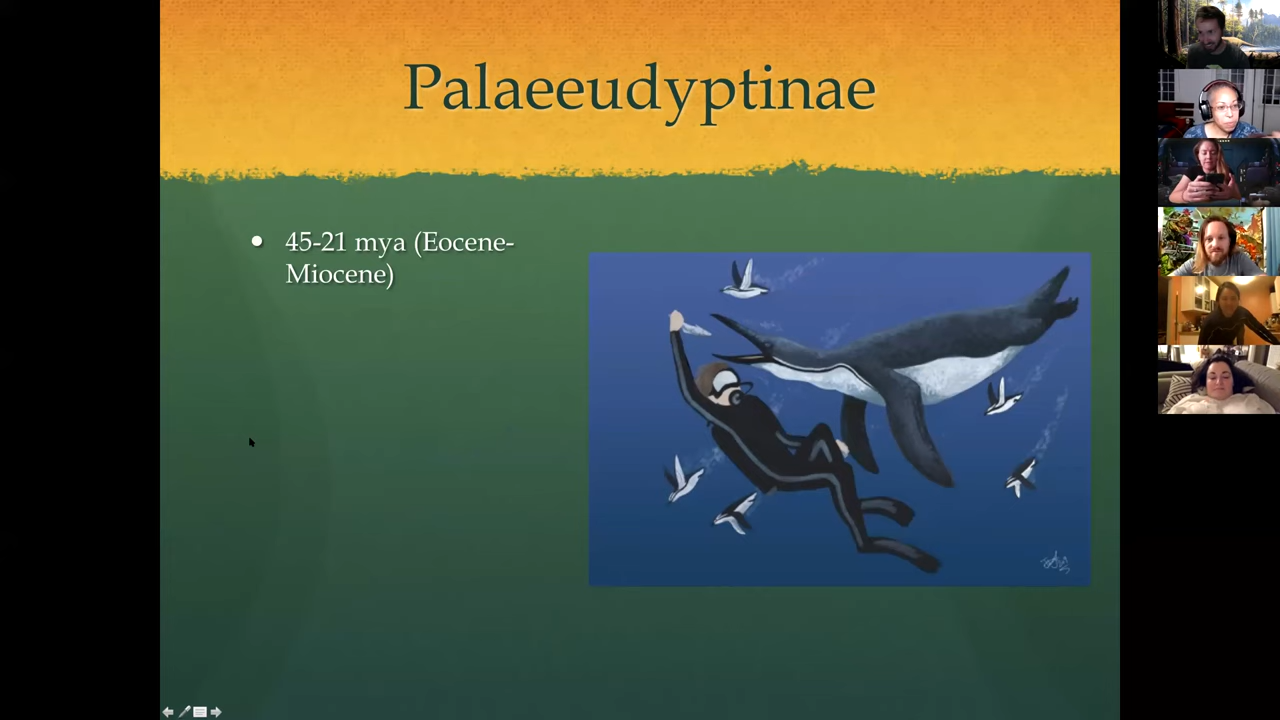 Palaeeudyptinae
• 45-21 mya (Eocene-
Miocene)